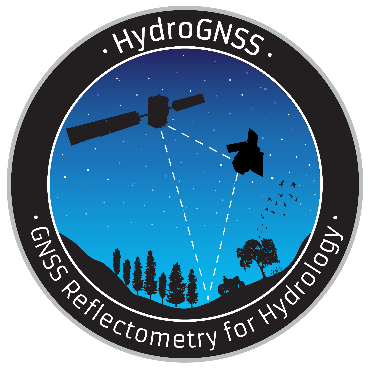 · HydroGNSS ·
· GNSS Reflectometry for Hydrology ·